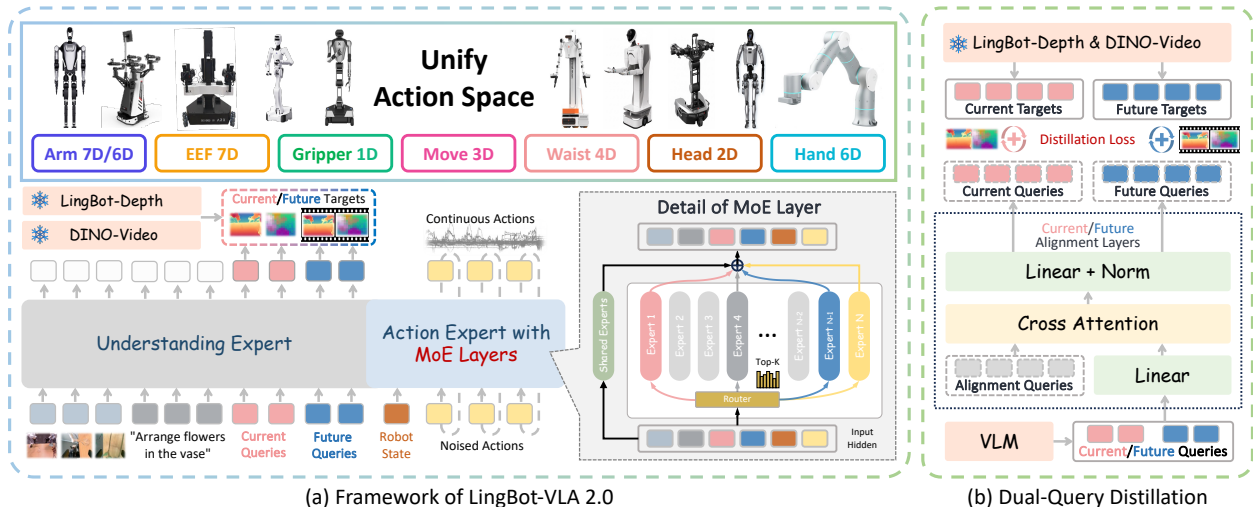 Unify
Action Space
Arm 7D/6D
EEF 7D
Gripper 1D
Move 3D
Waist 4D
Head 2D
Hand 6D
LingBot-Depth
DINO-Video
Current/Future Targets
Continuous Actions
Understanding Expert
Action Expert with
MoE Layers
"Arrange flowers
in the vase"
Current
Queries
Future
Queries
Robot
State
Noised Actions
Detail of MoE Layer
Shared Experts
Expert 1
Expert 2
Expert 3
Expert 4
...
Expert N-2
Expert N-1
Expert N
Top-K
Router
Input
Hidden
(a) Framework of LingBot-VLA 2.0
LingBot-Depth & DINO-Video
Current Targets
Future Targets
Distillation Loss
Current Queries
Future Queries
Current/Future
Alignment Layers
Linear + Norm
Cross Attention
Alignment Queries
Linear
VLM
Current/Future Queries
(b) Dual-Query Distillation